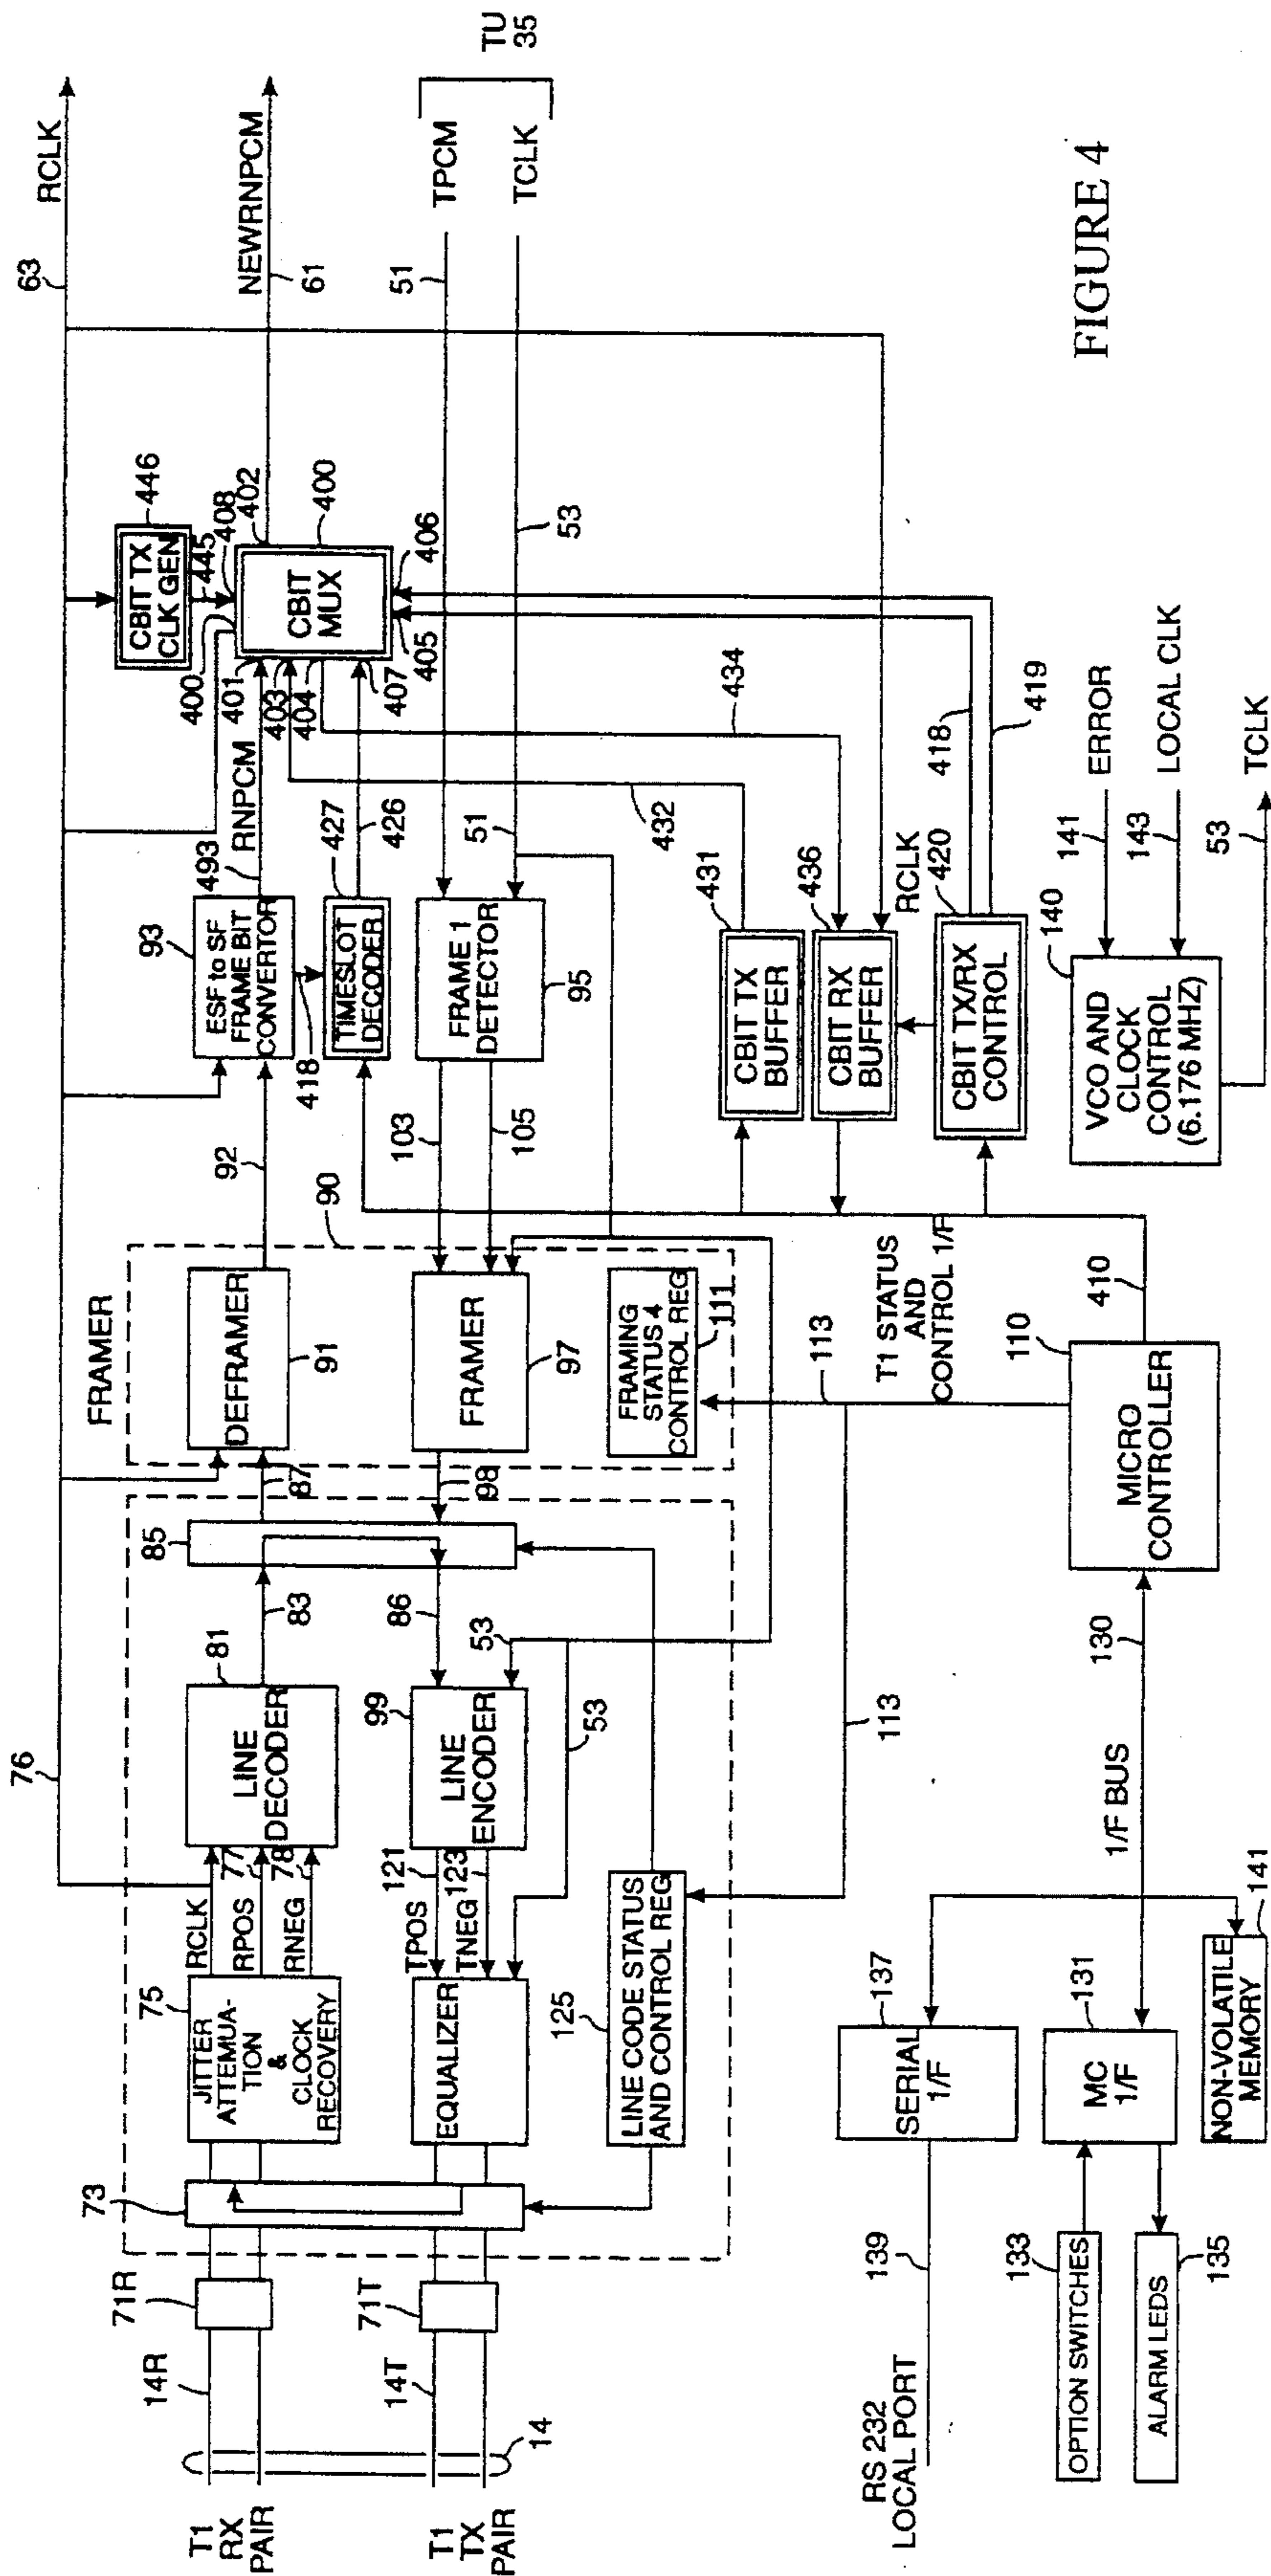 T1
RX
PAIR
14R
71R
73
75
JITTER
ATTEMUA-
TION
&
CLOCK
RECOVERY
RCLK
RPOS
RNEG
76
77
78
81
LINE
DECODER
83
85
87
FRAMER
DEFRAMER
91
90
92
93
ESF to SF
FRAME BIT
CONVERTOR
493
RNPCM
418
427
TIMESLOT
DECODER
426
CBIT TX
CLK GEN
446
445
408
402
400
401
403
404
407
CBIT
MUX
400
406
405
63
RCLK
NEWRNPCM
61
TU
35
T1
TX
PAIR
14T
14
71T
EQUALIZER
TPOS
TNEG
121
123
99
LINE
ENCODER
53
53
86
98
FRAMER
97
103
105
FRAME 1
DETECTOR
95
51
51
TPCM
53
TCLK
125
LINE CODE STATUS
AND CONTROL REG
113
FRAMING
STATUS 4
CONTROL REG
111
113
T1 STATUS
AND
CONTROL 1/F
431
CBIT TX
BUFFER
432
436
CBIT RX
BUFFER
434
RCLK
420
CBIT TX/RX
CONTROL
418
419
RS 232
LOCAL PORT
139
137
SERIAL
1/F
1/F BUS
130
110
MICRO
CONTROLLER
410
140
VCO AND
CLOCK
CONTROL
(6.176 MHZ)
141
ERROR
143
LOCAL CLK
53
TCLK
133
OPTION SWITCHES
ALARM LEDS
135
131
MC
1/F
NON-VOLATILE
MEMORY
141
FIGURE 4